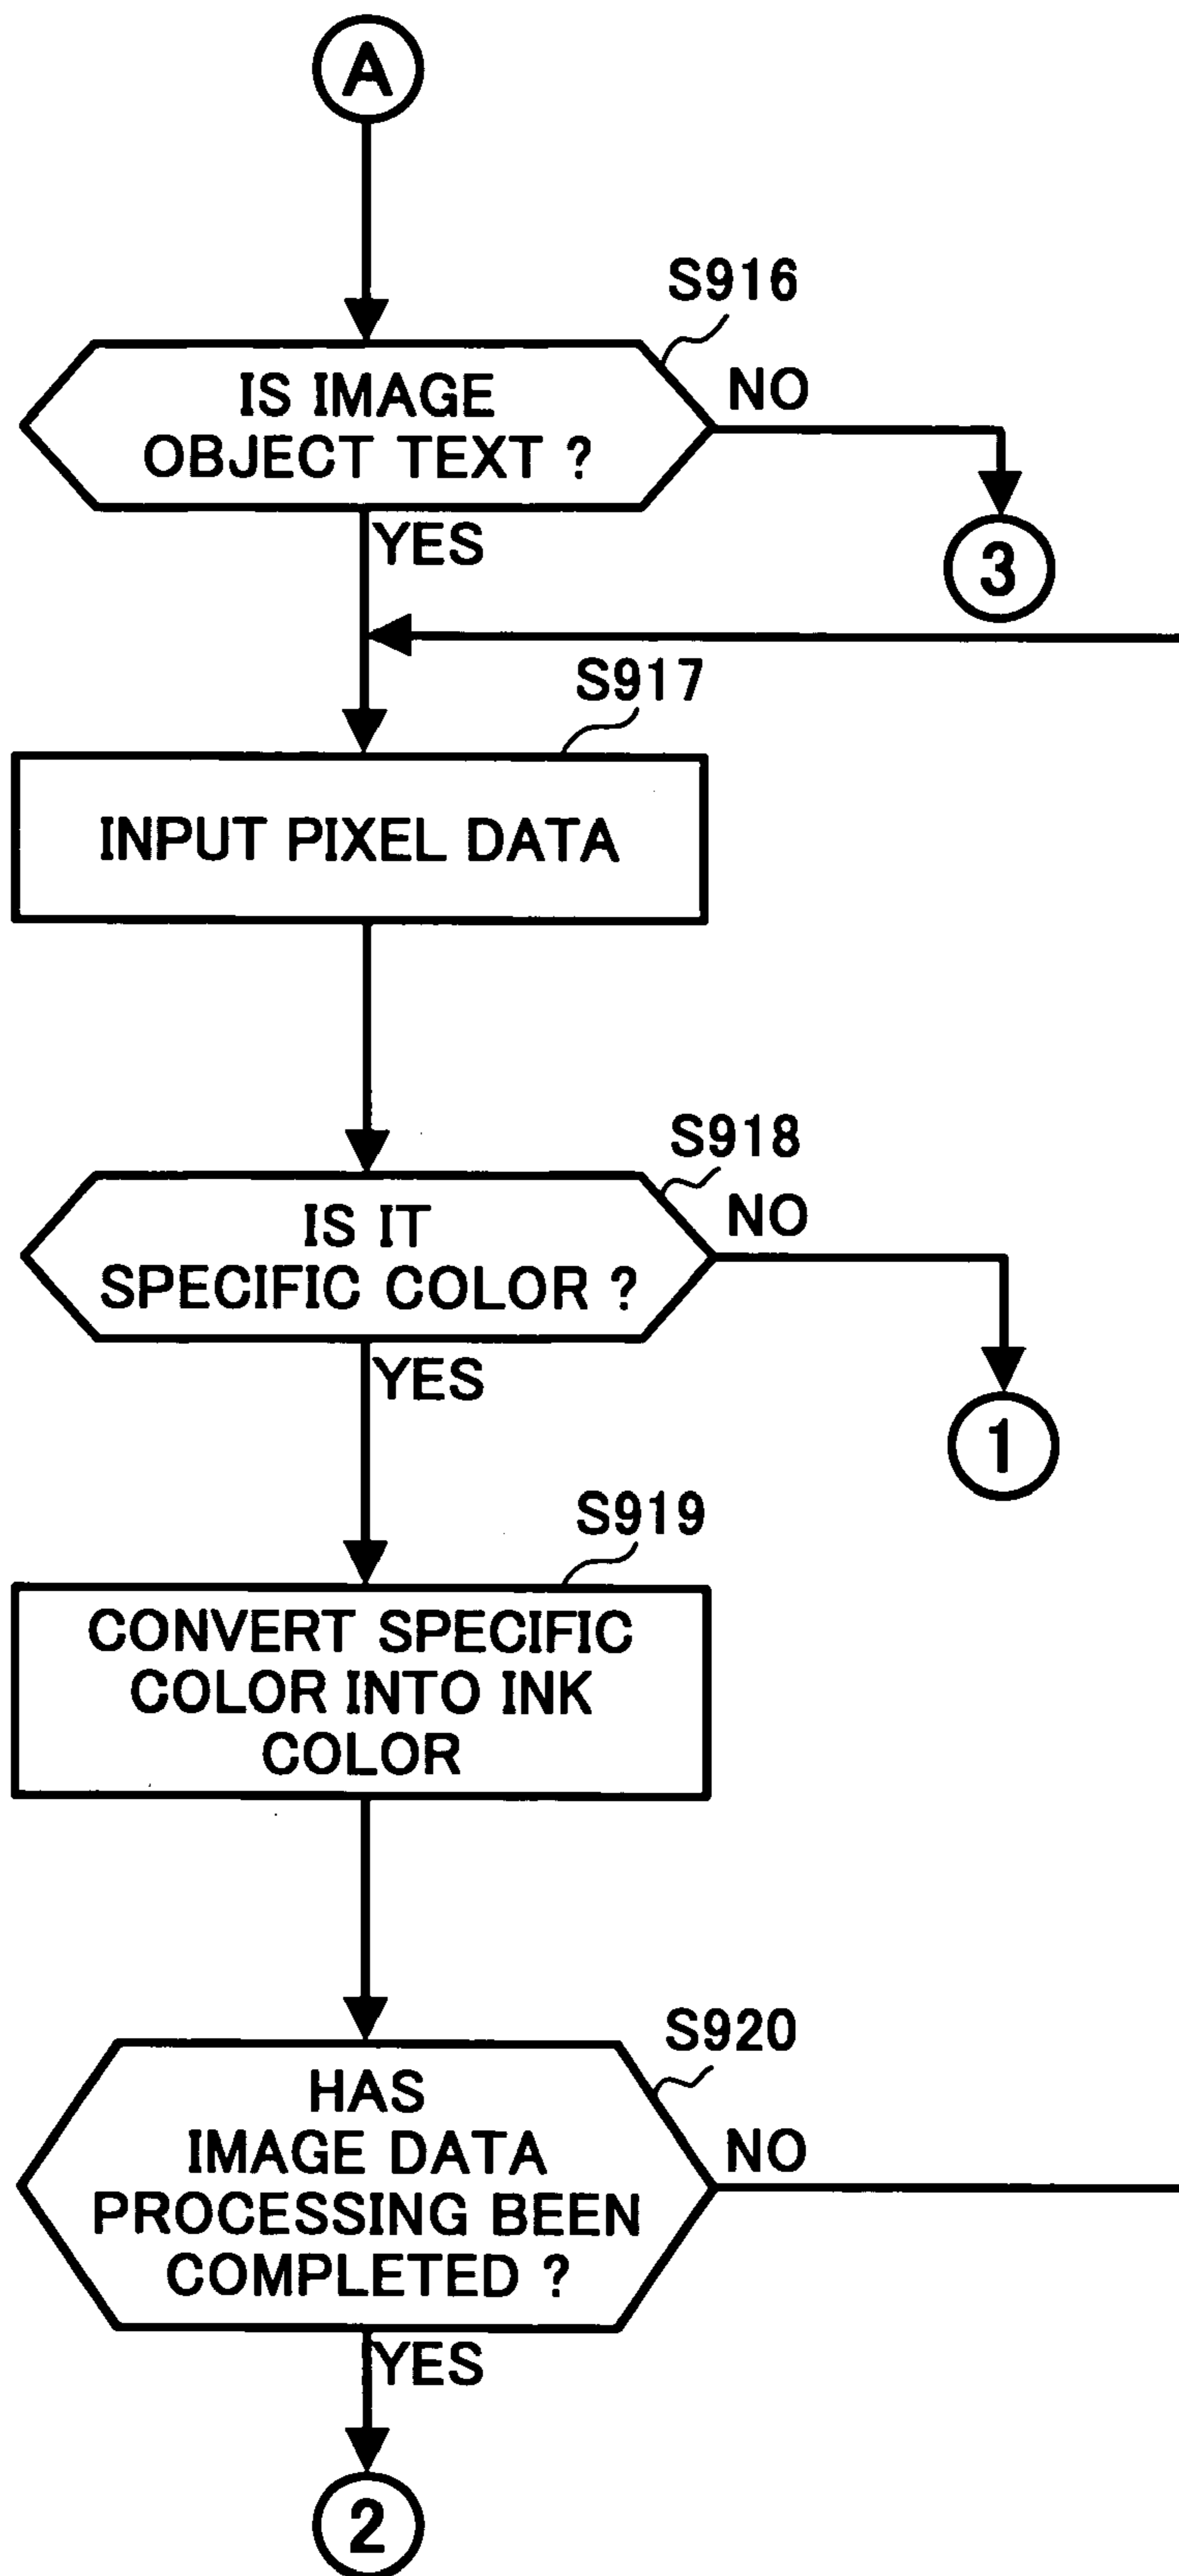 A
S916
IS IMAGE
OBJECT TEXT ?
NO
YES
3
S917
INPUT PIXEL DATA
S918
IS IT
SPECIFIC COLOR ?
NO
YES
1
S919
CONVERT SPECIFIC
COLOR INTO INK
COLOR
S920
HAS
IMAGE DATA
PROCESSING BEEN
COMPLETED ?
NO
YES
2